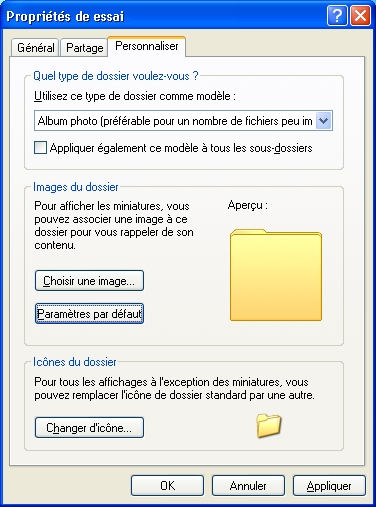 Propriétés de essai
Général Partage Personnaliser
Quel type de dossier voulez-vous ?
Utilisez ce type de dossier comme modèle :
Album photo (préférable pour un nombre de fichiers peu im
Appliquer également ce modèle à tous les sous-dossiers
Images du dossier
Pour afficher les miniatures, vous
pouvez associer une image à ce
dossier pour vous rappeler de son
contenu.
Aperçu :
Choisir une image...
Paramètres par défaut
Icônes du dossier
Pour tous les affichages à l'exception des miniatures, vous
pouvez remplacer l'icône de dossier standard par une autre.
Changer d'icône...
OK Annuler Appliquer